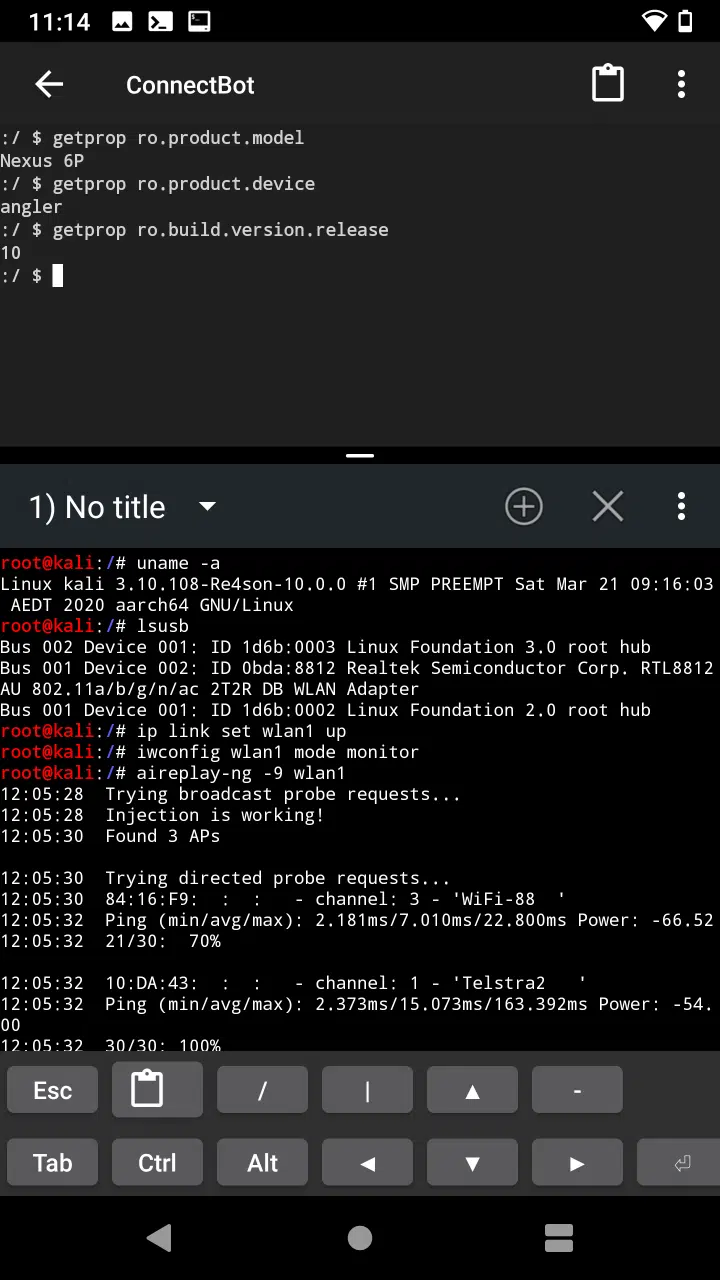 11:14
ConnectBot
:/ $ getprop ro.product.model
Nexus 6P
:/ $ getprop ro.product.device
angler
:/ $ getprop ro.build.version.release
10
:/ $
1) No title
root@kali:/# uname -a
Linux kali 3.10.108-Re4son-10.0.0 #1 SMP PREEMPT Sat Mar 21 09:16:03
 AEDT 2020 aarch64 GNU/Linux
root@kali:/# lsusb
Bus 002 Device 001: ID 1d6b:0003 Linux Foundation 3.0 root hub
Bus 001 Device 002: ID 0bda:8812 Realtek Semiconductor Corp. RTL8812
AU 802.11a/b/g/n/ac 2T2R DB WLAN Adapter
Bus 001 Device 001: ID 1d6b:0002 Linux Foundation 2.0 root hub
root@kali:/# ip link set wlan1 up
root@kali:/# iwconfig wlan1 mode monitor
root@kali:/# aireplay-ng -9 wlan1
12:05:28  Trying broadcast probe requests...
12:05:28  Injection is working!
12:05:30  Found 3 APs
12:05:30  Trying directed probe requests...
12:05:30  84:16:F9:  :  :   - channel: 3 - 'WiFi-88  '
12:05:32  Ping (min/avg/max): 2.181ms/7.010ms/22.800ms Power: -66.52
12:05:32  21/30:  70%
12:05:32  10:DA:43:  :  :   - channel: 1 - 'Telstra2   '
12:05:32  Ping (min/avg/max): 2.373ms/15.073ms/163.392ms Power: -54.
00
12:05:32  30/30: 100%
Esc / | ▲ -
Tab Ctrl Alt ◀ ▼ ▶ ⏎